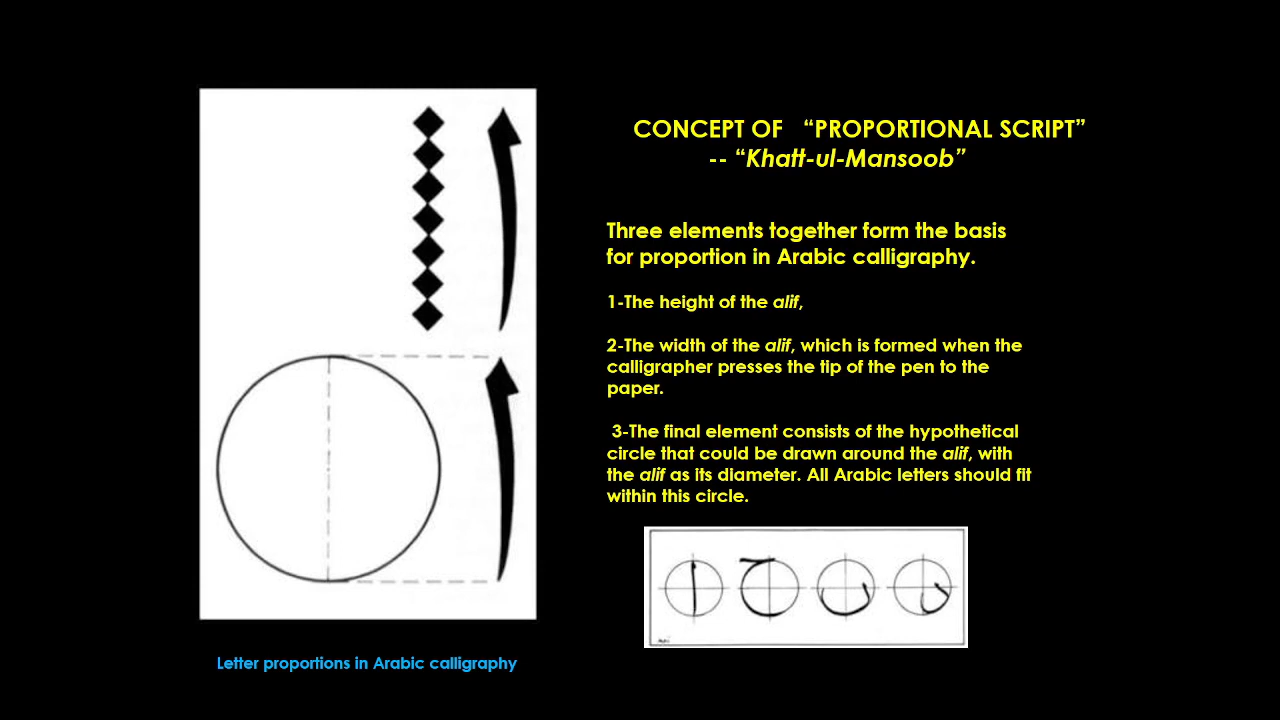 CONCEPT OF “PROPORTIONAL SCRIPT”
-- “Khatt-ul-Mansoob”
Three elements together form the basis
for proportion in Arabic calligraphy.
1-The height of the alif,
2-The width of the alif, which is formed when the
calligrapher presses the tip of the pen to the
paper.
3-The final element consists of the hypothetical
circle that could be drawn around the alif, with
the alif as its diameter. All Arabic letters should fit
within this circle.
Letter proportions in Arabic calligraphy